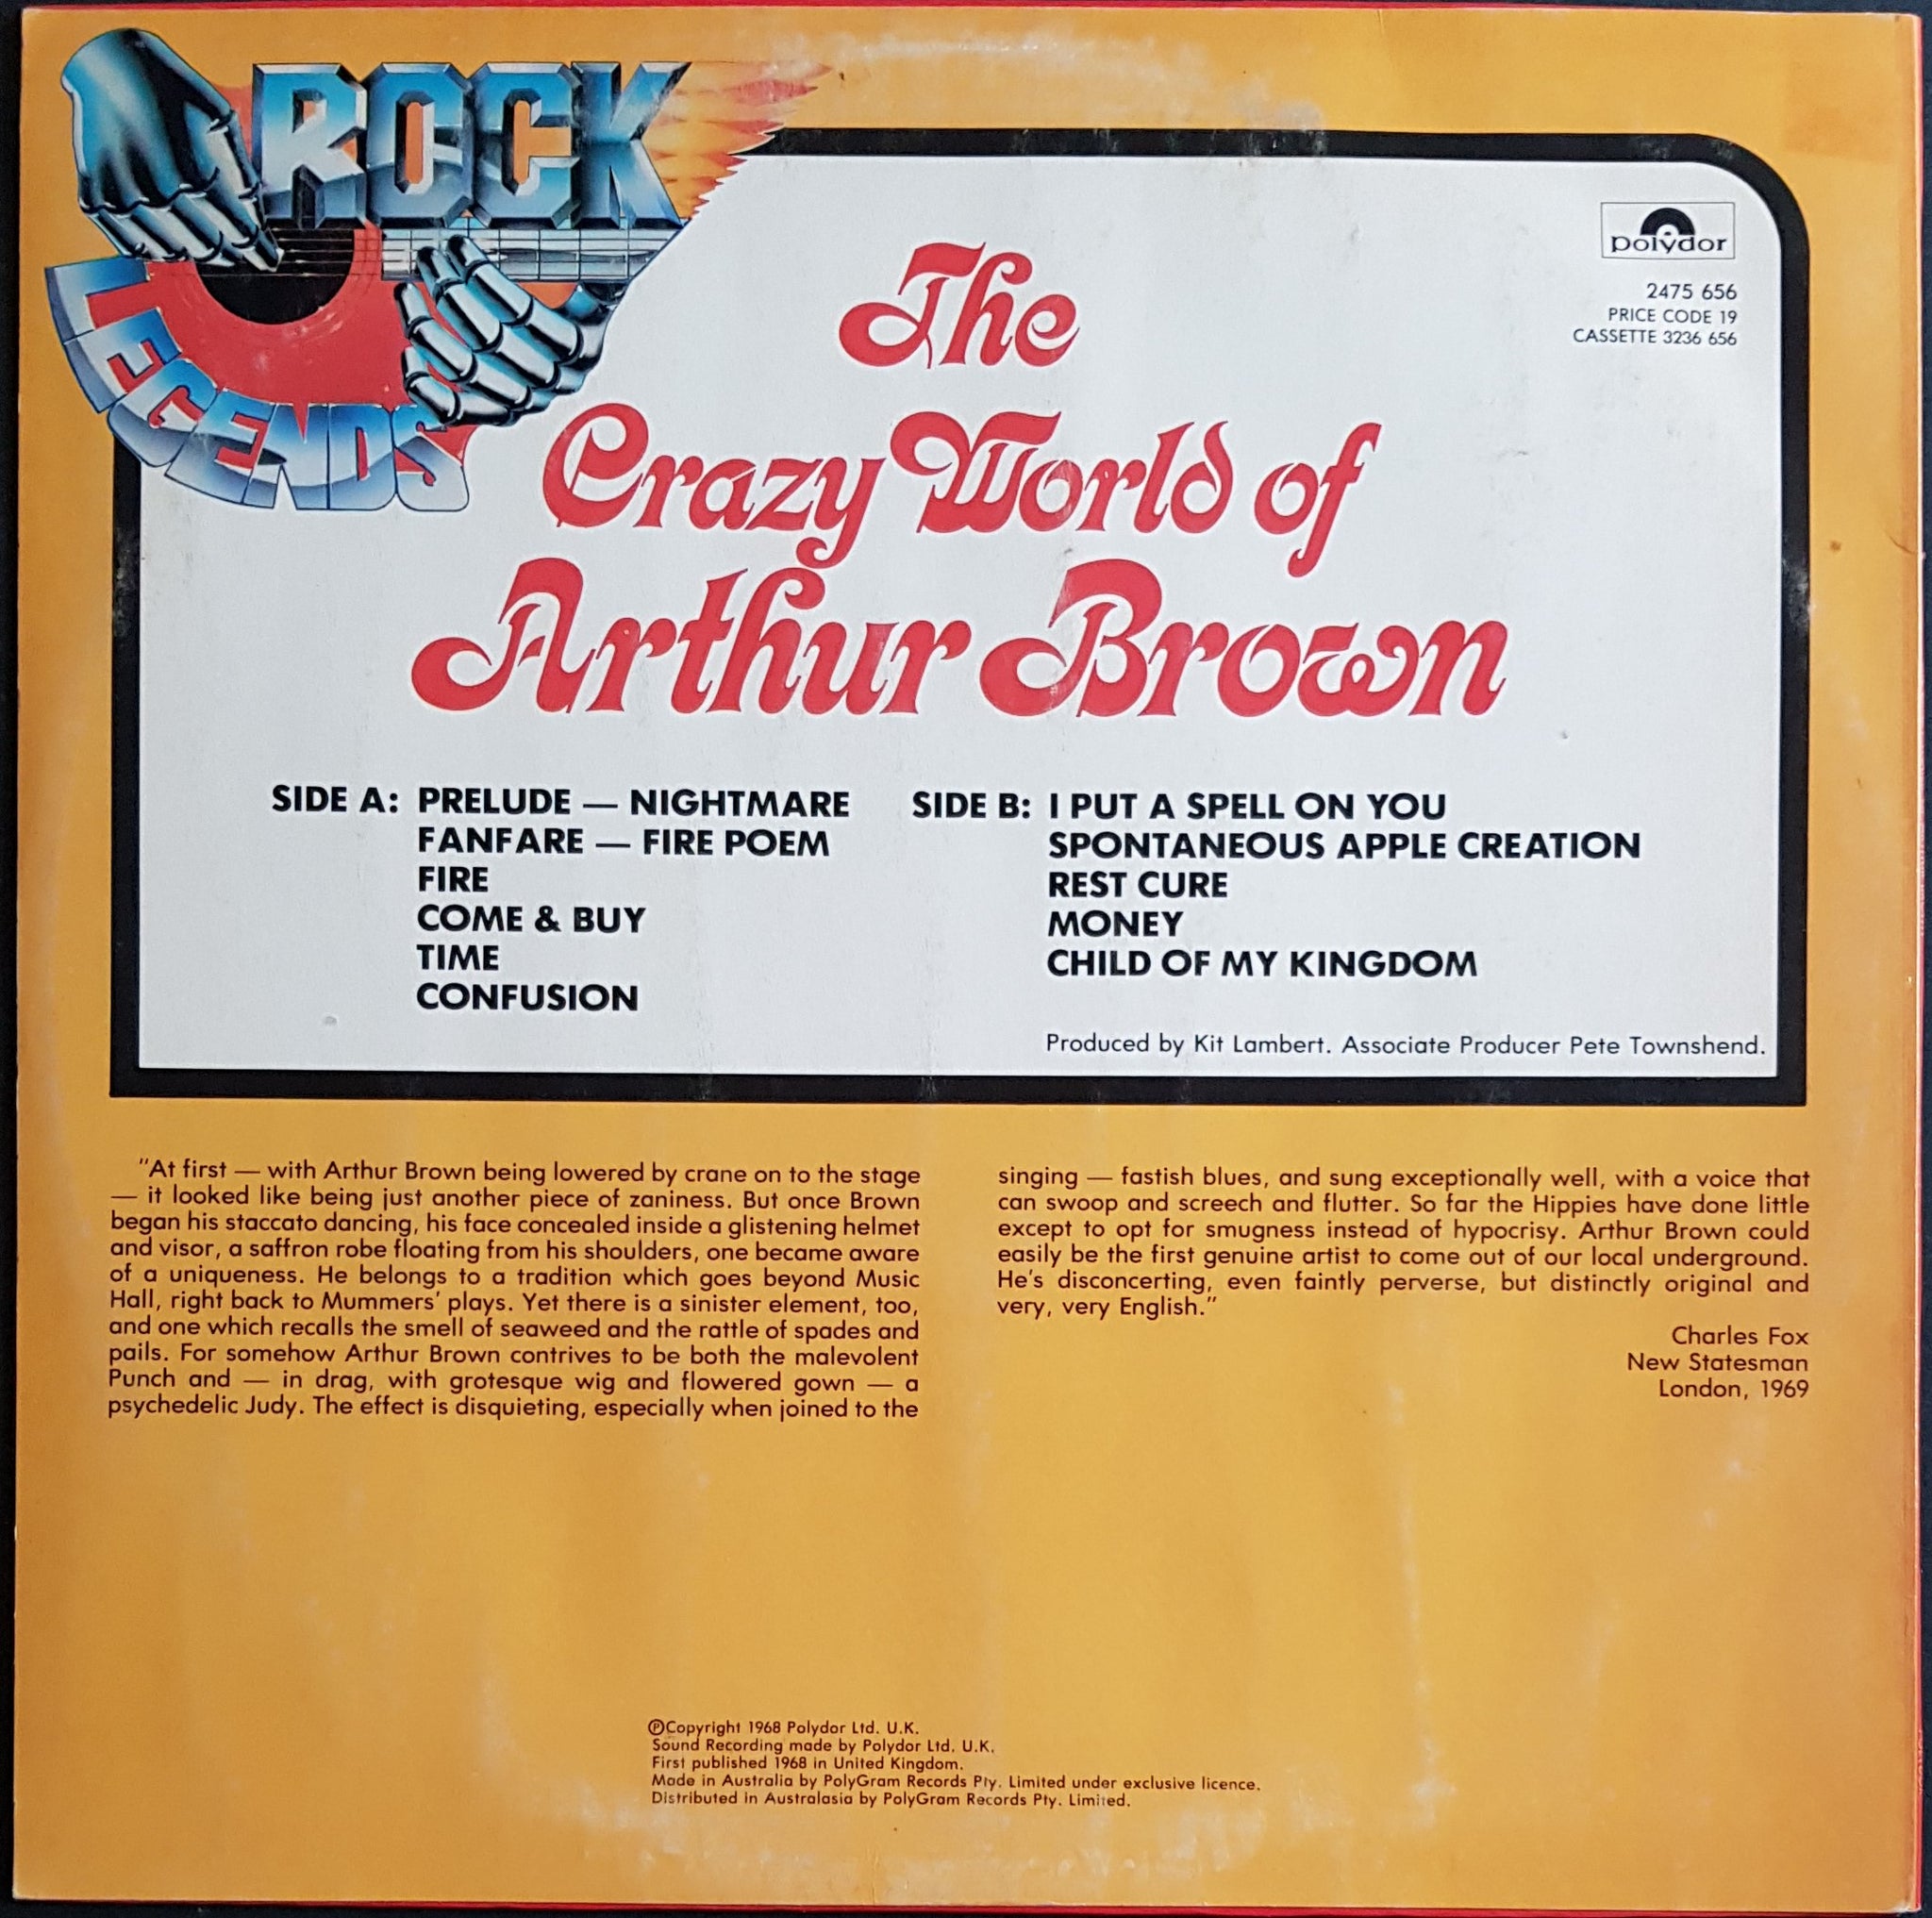 ROCK
LEGENDS
polydor
2475 656
PRICE CODE 19
CASSETTE 3236 656
The
Crazy World of
Arthur Brown
SIDE A: PRELUDE — NIGHTMARE
FANFARE — FIRE POEM
FIRE
COME & BUY
TIME
CONFUSION
SIDE B: I PUT A SPELL ON YOU
SPONTANEOUS APPLE CREATION
REST CURE
MONEY
CHILD OF MY KINGDOM
Produced by Kit Lambert. Associate Producer Pete Townshend.
"At first — with Arthur Brown being lowered by crane on to the stage
— it looked like being just another piece of zaniness. But once Brown
began his staccato dancing, his face concealed inside a glistening helmet
and visor, a saffron robe floating from his shoulders, one became aware
of a uniqueness. He belongs to a tradition which goes beyond Music
Hall, right back to Mummers' plays. Yet there is a sinister element, too,
and one which recalls the smell of seaweed and the rattle of spades and
pails. For somehow Arthur Brown contrives to be both the malevolent
Punch and — in drag, with grotesque wig and flowered gown — a
psychedelic Judy. The effect is disquieting, especially when joined to the
singing — fastish blues, and sung exceptionally well, with a voice that
can swoop and screech and flutter. So far the Hippies have done little
except to opt for smugness instead of hypocrisy. Arthur Brown could
easily be the first genuine artist to come out of our local underground.
He's disconcerting, even faintly perverse, but distinctly original and
very, very English."
Charles Fox
New Statesman
London, 1969
℗Copyright 1968 Polydor Ltd. U.K.
Sound Recording made by Polydor Ltd. U.K.
First published 1968 in United Kingdom.
Made in Australia by PolyGram Records Pty. Limited under exclusive licence.
Distributed in Australasia by PolyGram Records Pty. Limited.